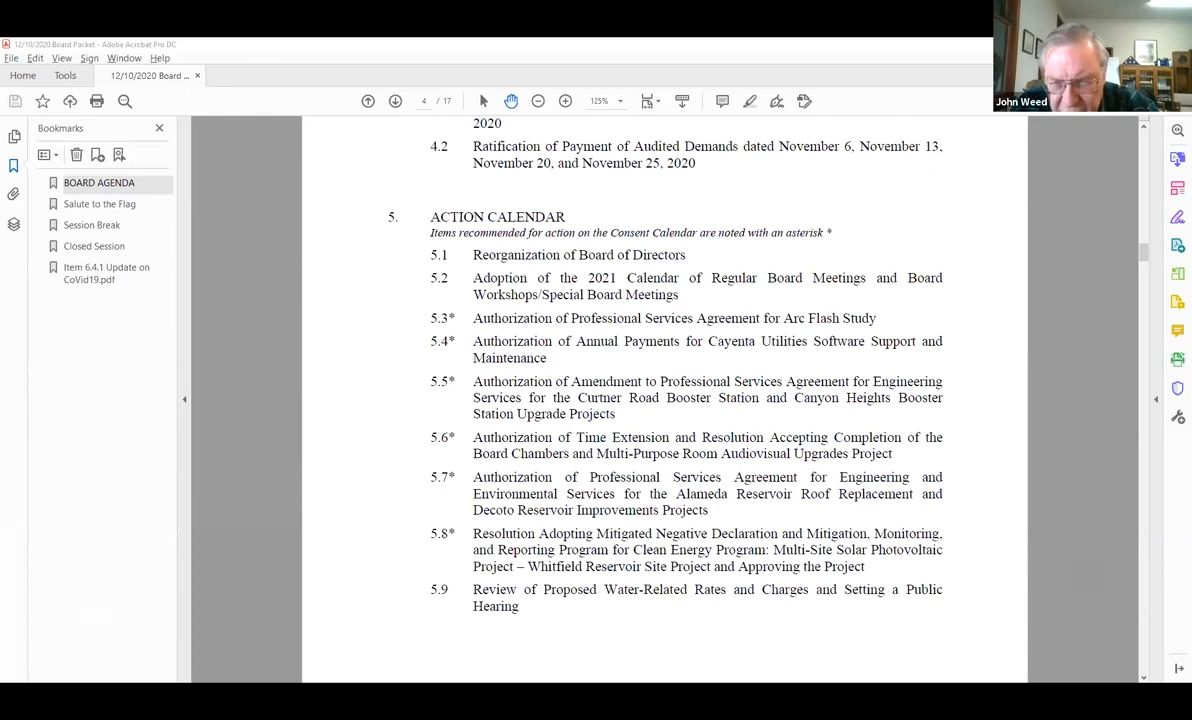 12/10/2020 Board Packet - Adobe Acrobat Pro DC
File Edit View Sign Window Help
Home Tools 12/10/2020 Board ... ×
4 / 17 125%
Bookmarks
BOARD AGENDA
Salute to the Flag
Session Break
Closed Session
Item 6.4.1 Update on
CoVid19.pdf
2020
4.2 Ratification of Payment of Audited Demands dated November 6, November 13,
November 20, and November 25, 2020
5. ACTION CALENDAR
Items recommended for action on the Consent Calendar are noted with an asterisk *
5.1 Reorganization of Board of Directors
5.2 Adoption of the 2021 Calendar of Regular Board Meetings and Board
Workshops/Special Board Meetings
5.3* Authorization of Professional Services Agreement for Arc Flash Study
5.4* Authorization of Annual Payments for Cayenta Utilities Software Support and
Maintenance
5.5* Authorization of Amendment to Professional Services Agreement for Engineering
Services for the Curtner Road Booster Station and Canyon Heights Booster
Station Upgrade Projects
5.6* Authorization of Time Extension and Resolution Accepting Completion of the
Board Chambers and Multi-Purpose Room Audiovisual Upgrades Project
5.7* Authorization of Professional Services Agreement for Engineering and
Environmental Services for the Alameda Reservoir Roof Replacement and
Decoto Reservoir Improvements Projects
5.8* Resolution Adopting Mitigated Negative Declaration and Mitigation, Monitoring,
and Reporting Program for Clean Energy Program: Multi-Site Solar Photovoltaic
Project – Whitfield Reservoir Site Project and Approving the Project
5.9 Review of Proposed Water-Related Rates and Charges and Setting a Public
Hearing
John Weed